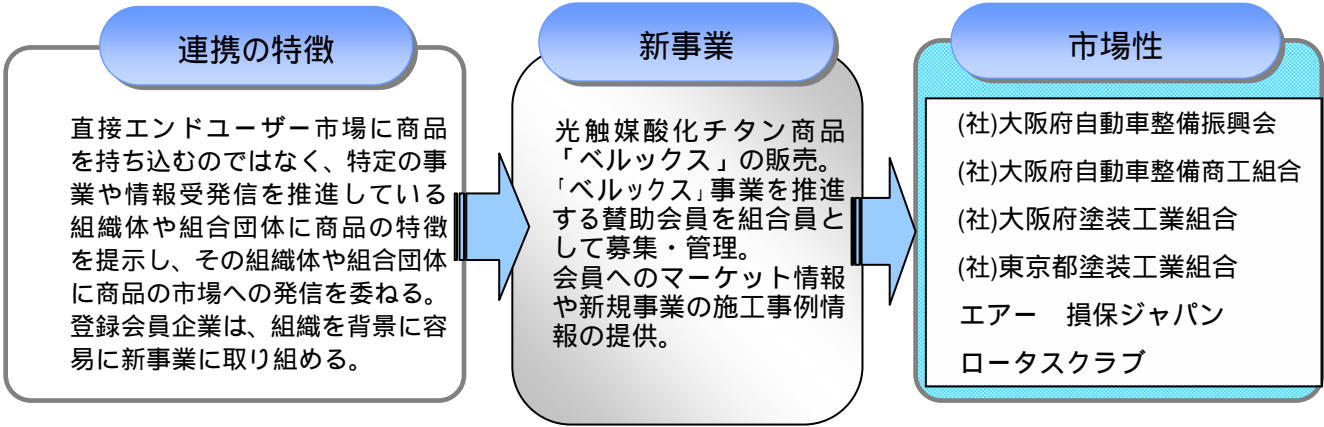 連携の特徴
直接エンドユーザー市場に商品
を持ち込むのではなく、特定の事
業や情報受発信を推進している
組織体や組合団体に商品の特徴
を提示し、その組織体や組合団体
に商品の市場への発信を委ねる。
登録会員企業は、組織を背景に容
易に新事業に取り組める。
新事業
光触媒酸化チタン商品
「ベルックス」の販売。
「ベルックス」事業を推進
する賛助会員を組合員と
して募集・管理。
会員へのマーケット情報
や新規事業の施工事例情
報の提供。
市場性
(社)大阪府自動車整備振興会
(社)大阪府自動車整備商工組合
(社)大阪府塗装工業組合
(社)東京都塗装工業組合
エアー　損保ジャパン
ロータスクラブ